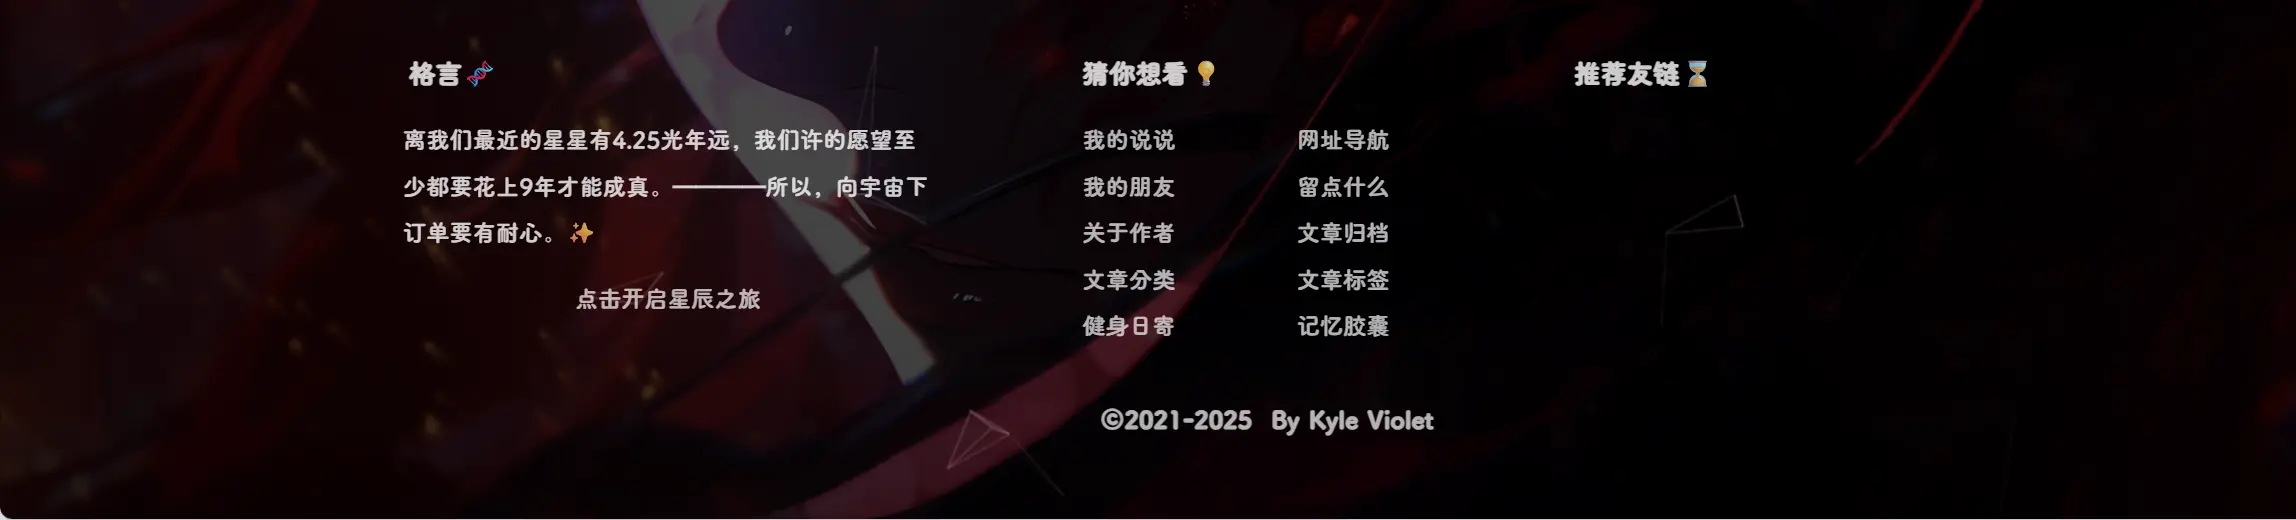 格言🧬
离我们最近的星星有4.25光年远，我们许的愿望至
少都要花上9年才能成真。————所以，向宇宙下
订单要有耐心。✨
点击开启星辰之旅
猜你想看💡
我的说说 网址导航
我的朋友 留点什么
关于作者 文章归档
文章分类 文章标签
健身日寄 记忆胶囊
推荐友链⏳
©2021-2025 By Kyle Violet